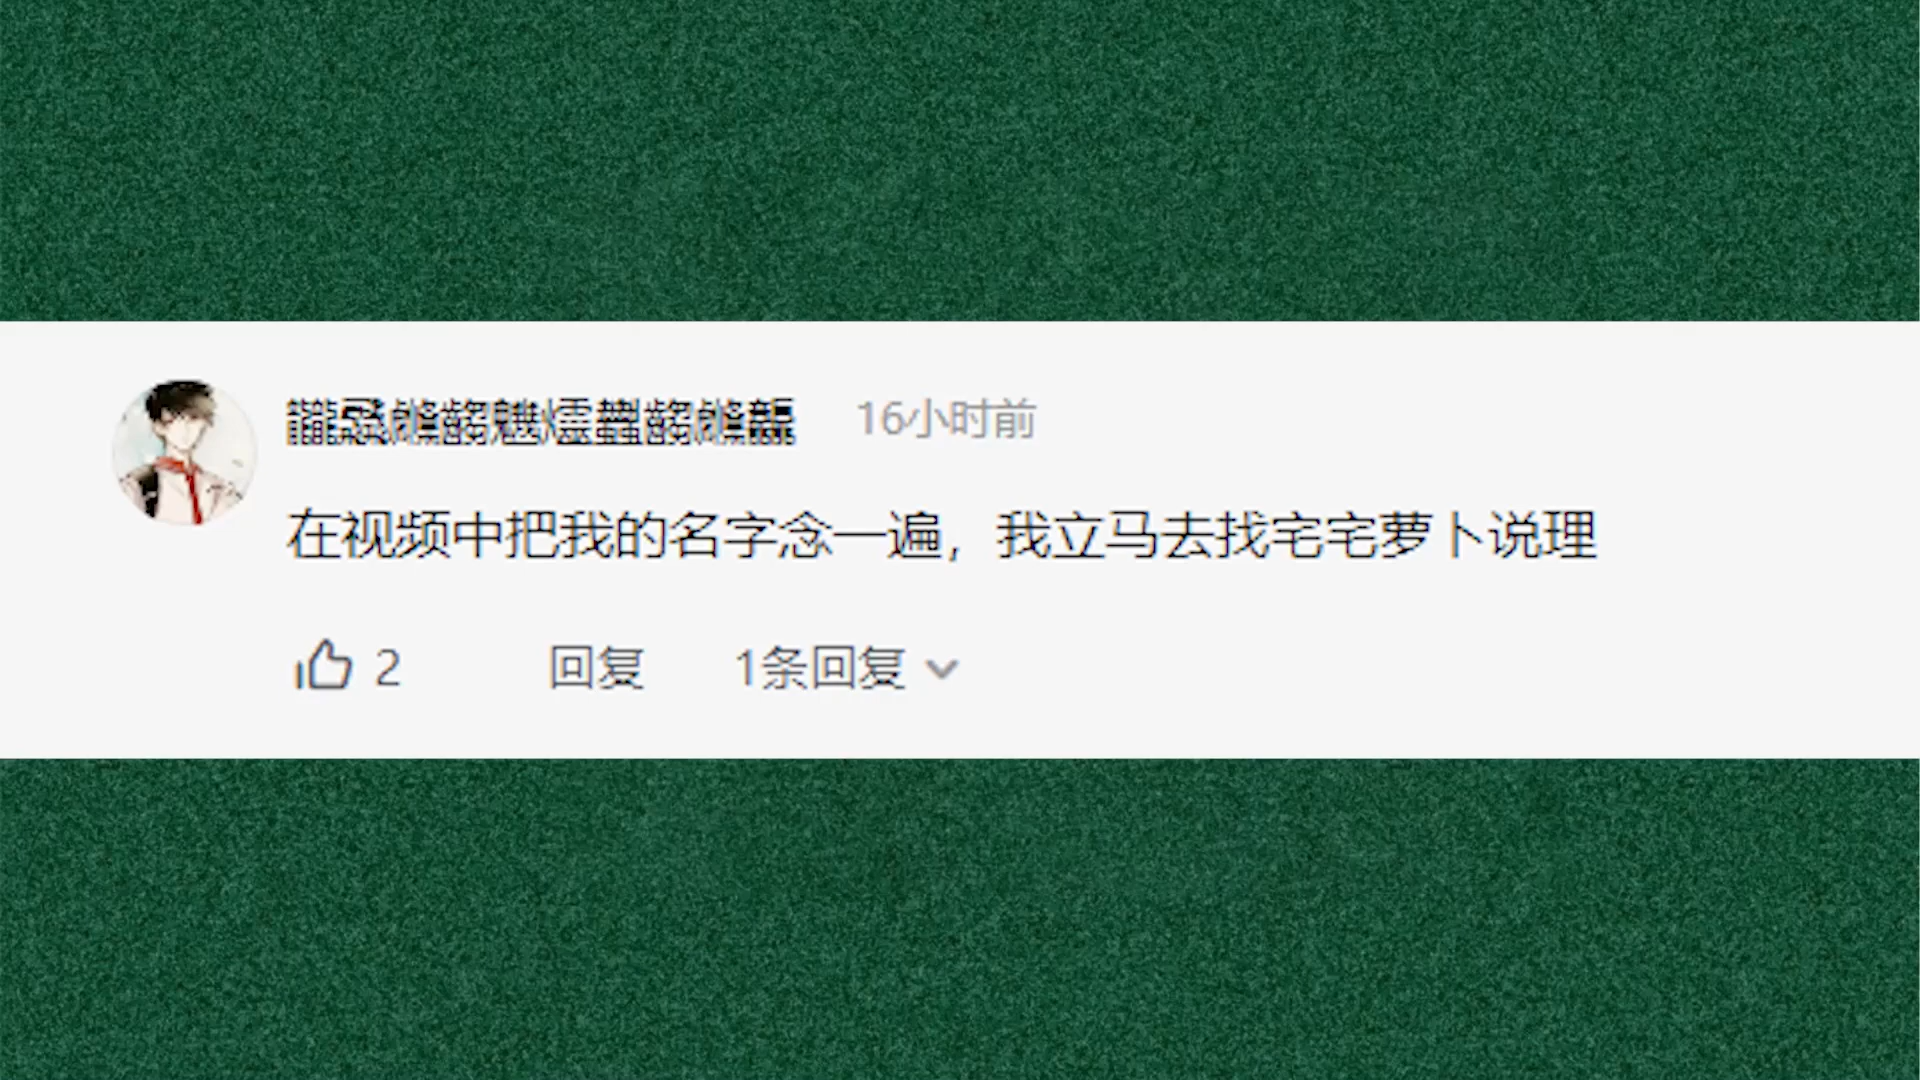 16小时前
在视频中把我的名字念一遍，我立马去找宅宅萝卜说理
2 回复 1条回复